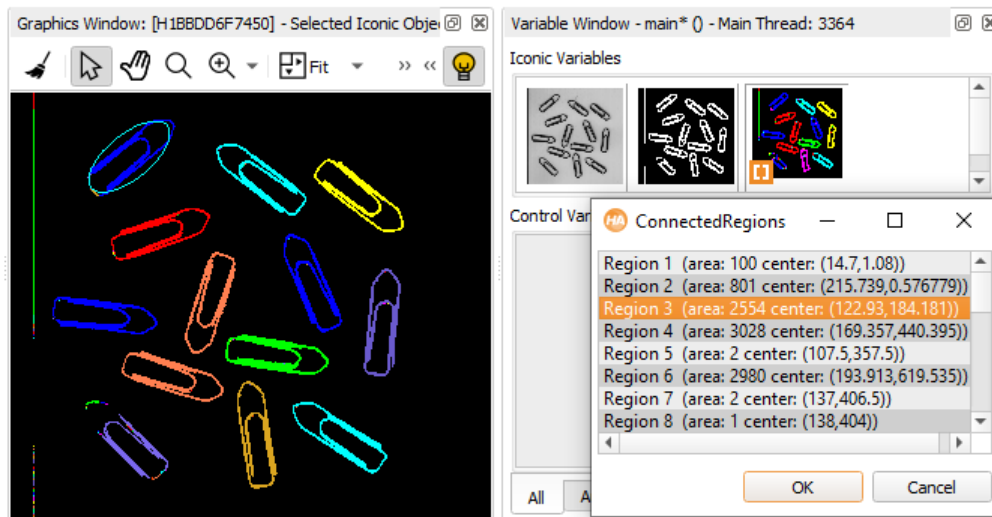 Graphics Window: [H1BBDD6F7450] - Selected Iconic Obje
Fit
Variable Window - main* () - Main Thread: 3364
Iconic Variables
Control Var
ConnectedRegions
Region 1 (area: 100 center: (14.7,1.08))
Region 2 (area: 801 center: (215.739,0.576779))
Region 3 (area: 2554 center: (122.93,184.181))
Region 4 (area: 3028 center: (169.357,440.395))
Region 5 (area: 2 center: (107.5,357.5))
Region 6 (area: 2980 center: (193.913,619.535))
Region 7 (area: 2 center: (137,406.5))
Region 8 (area: 1 center: (138,404))
OK
Cancel
All